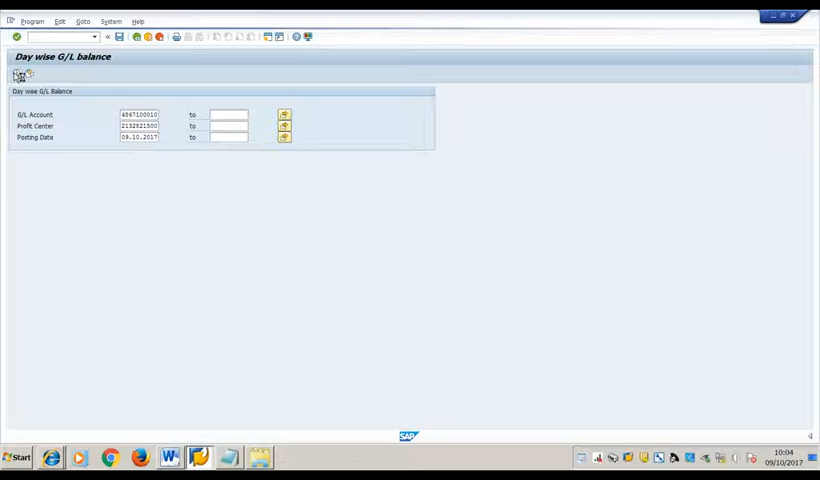 Program Edit Goto System Help
Day wise G/L balance
Day wise G/L Balance
G/L Account 4867100010 to
Profit Center 2132821500 to
Posting Date 09.10.2017 to
SAP
Start 10:04
09/10/2017